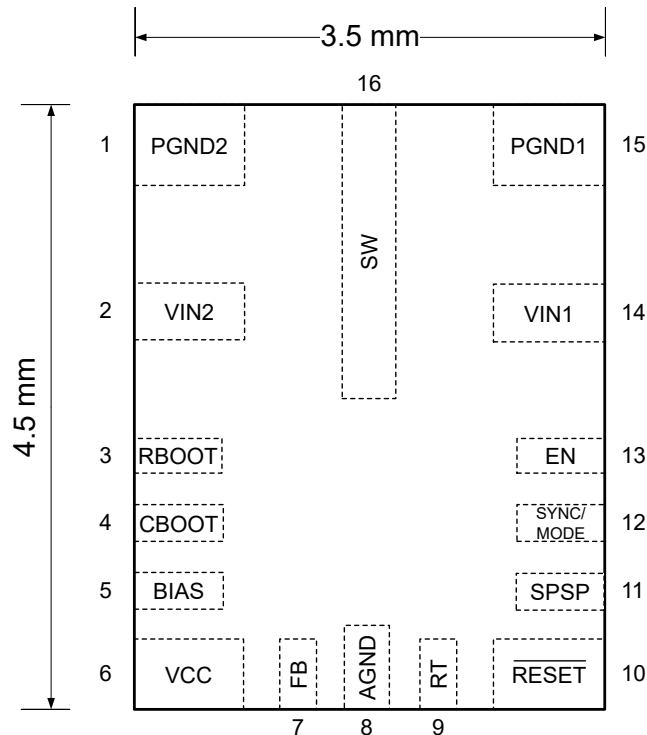 3.5 mm
16
1 PGND2 PGND1 15
SW
2 VIN2 VIN1 14
4.5 mm
3 RBOOT EN 13
4 CBOOT SYNC/
MODE 12
5 BIAS SPSP 11
6 VCC FB AGND RT RESET 10
7 8 9